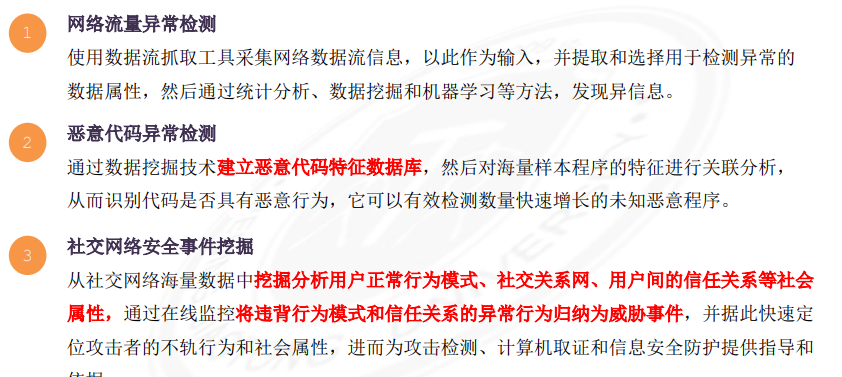 1
网络流量异常检测
使用数据流抓取工具采集网络数据流信息，以此作为输入，并提取和选择用于检测异常的
数据属性，然后通过统计分析、数据挖掘和机器学习等方法，发现异信息。
2
恶意代码异常检测
通过数据挖掘技术建立恶意代码特征数据库，然后对海量样本程序的特征进行关联分析，
从而识别代码是否具有恶意行为，它可以有效检测数量快速增长的未知恶意程序。
3
社交网络安全事件挖掘
从社交网络海量数据中挖掘分析用户正常行为模式、社交关系网、用户间的信任关系等社会
属性，通过在线监控将违背行为模式和信任关系的异常行为归纳为威胁事件，并据此快速定
位攻击者的不轨行为和社会属性，进而为攻击检测、计算机取证和信息安全防护提供指导和